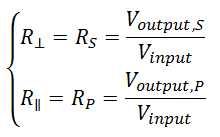 R⊥ = R_S = V_output,S / V_input
R∥ = R_P = V_output,P / V_input